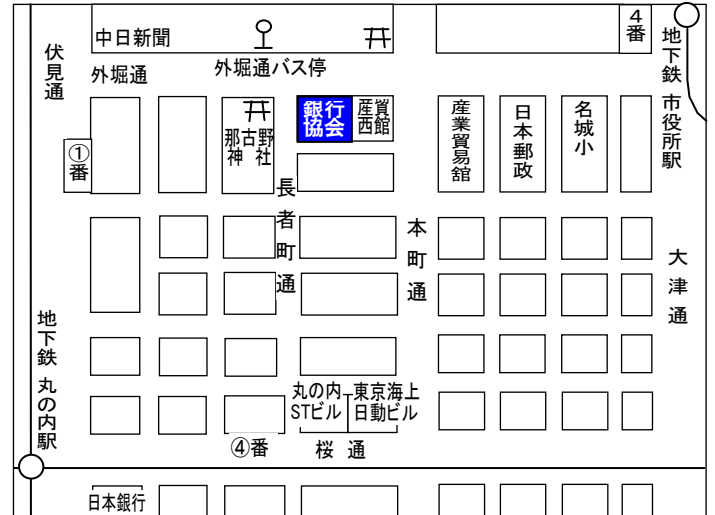 中日新聞
4番
地下鉄 市役所駅
伏見通
外堀通
外堀通バス停
銀行
協会
産貿
西館
那古野
神社
産業貿易舘
日本郵政
名城小
①番
長者町通
本町通
大津通
地下鉄 丸の内駅
丸の内
STビル
東京海上
日動ビル
④番
桜通
日本銀行